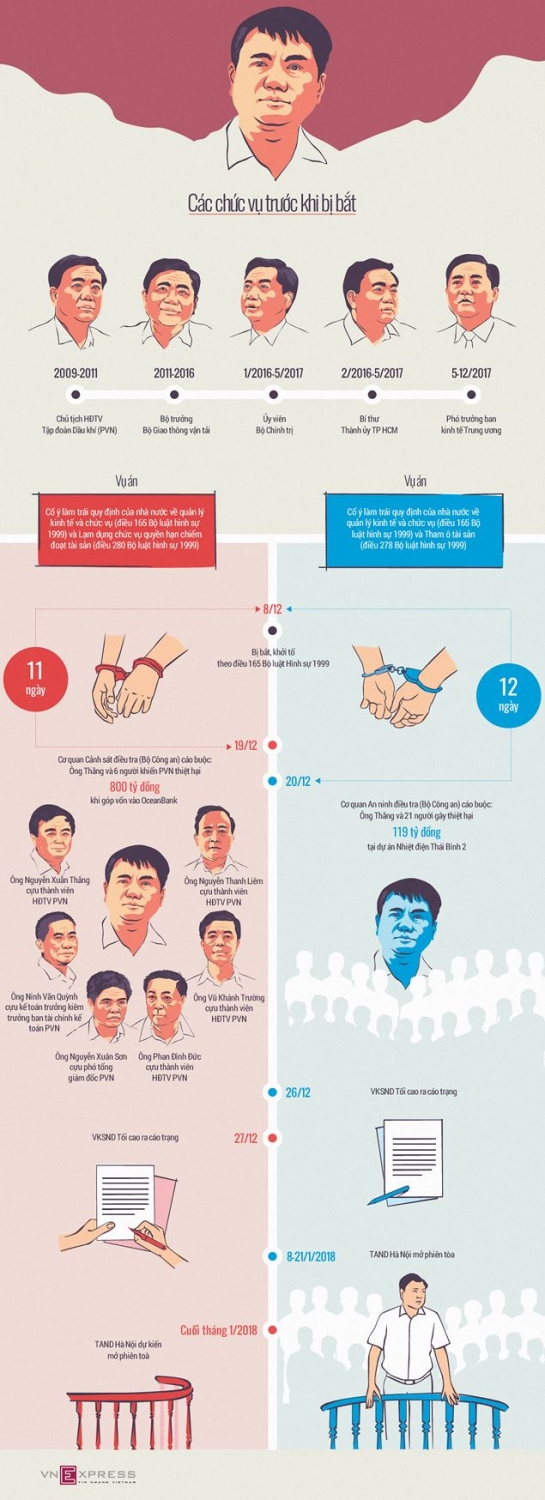 Các chức vụ trước khi bị bắt
2009-2011
Chủ tịch HĐTV
Tập đoàn Dầu khí (PVN)
2011-2016
Bộ trưởng
Bộ Giao thông vận tải
1/2016-5/2017
Ủy viên
Bộ Chính trị
2/2016-5/2017
Bí thư
Thành ủy TP HCM
5-12/2017
Phó trưởng ban
kinh tế Trung ương
Vụ án
Cố ý làm trái quy định của nhà nước về quản lý
kinh tế và chức vụ (điều 165 Bộ luật hình sự
1999) và Lạm dụng chức vụ quyền hạn chiếm
đoạt tài sản (điều 280 Bộ luật hình sự 1999)
Vụ án
Cố ý làm trái quy định của nhà nước về
quản lý kinh tế và chức vụ (điều 165 Bộ
luật hình sự 1999) và Tham ô tài sản
(điều 278 Bộ luật hình sự 1999)
8/12
Bị bắt, khởi tố
theo điều 165 Bộ luật Hình sự 1999
11
ngày
12
ngày
19/12
Cơ quan Cảnh sát điều tra (Bộ Công an) cáo buộc:
Ông Thăng và 6 người khiến PVN thiệt hại
800 tỷ đồng
khi góp vốn vào OceanBank
20/12
Cơ quan An ninh điều tra (Bộ Công an) cáo buộc:
Ông Thăng và 21 người gây thiệt hại
119 tỷ đồng
tại dự án Nhiệt điện Thái Bình 2
Ông Nguyễn Xuân Thắng
cựu thành viên
HĐTV PVN
Ông Nguyễn Thanh Liêm
cựu thành viên
HĐTV PVN
Ông Ninh Văn Quỳnh
cựu kế toán trưởng kiêm
trưởng ban tài chính kế
toán PVN
Ông Vũ Khánh Trường
cựu thành viên
HĐTV PVN
Ông Nguyễn Xuân Sơn
cựu phó tổng
giám đốc PVN
Ông Phan Đình Đức
cựu thành viên
HĐTV PVN
26/12
VKSND Tối cao ra cáo trạng
VKSND Tối cao ra cáo trạng
27/12
8-21/1/2018
TAND Hà Nội mở phiên tòa
Cuối tháng 1/2018
TAND Hà Nội dự kiến
mở phiên toà
VNEXPRESS
TIN NHANH VIETNAM